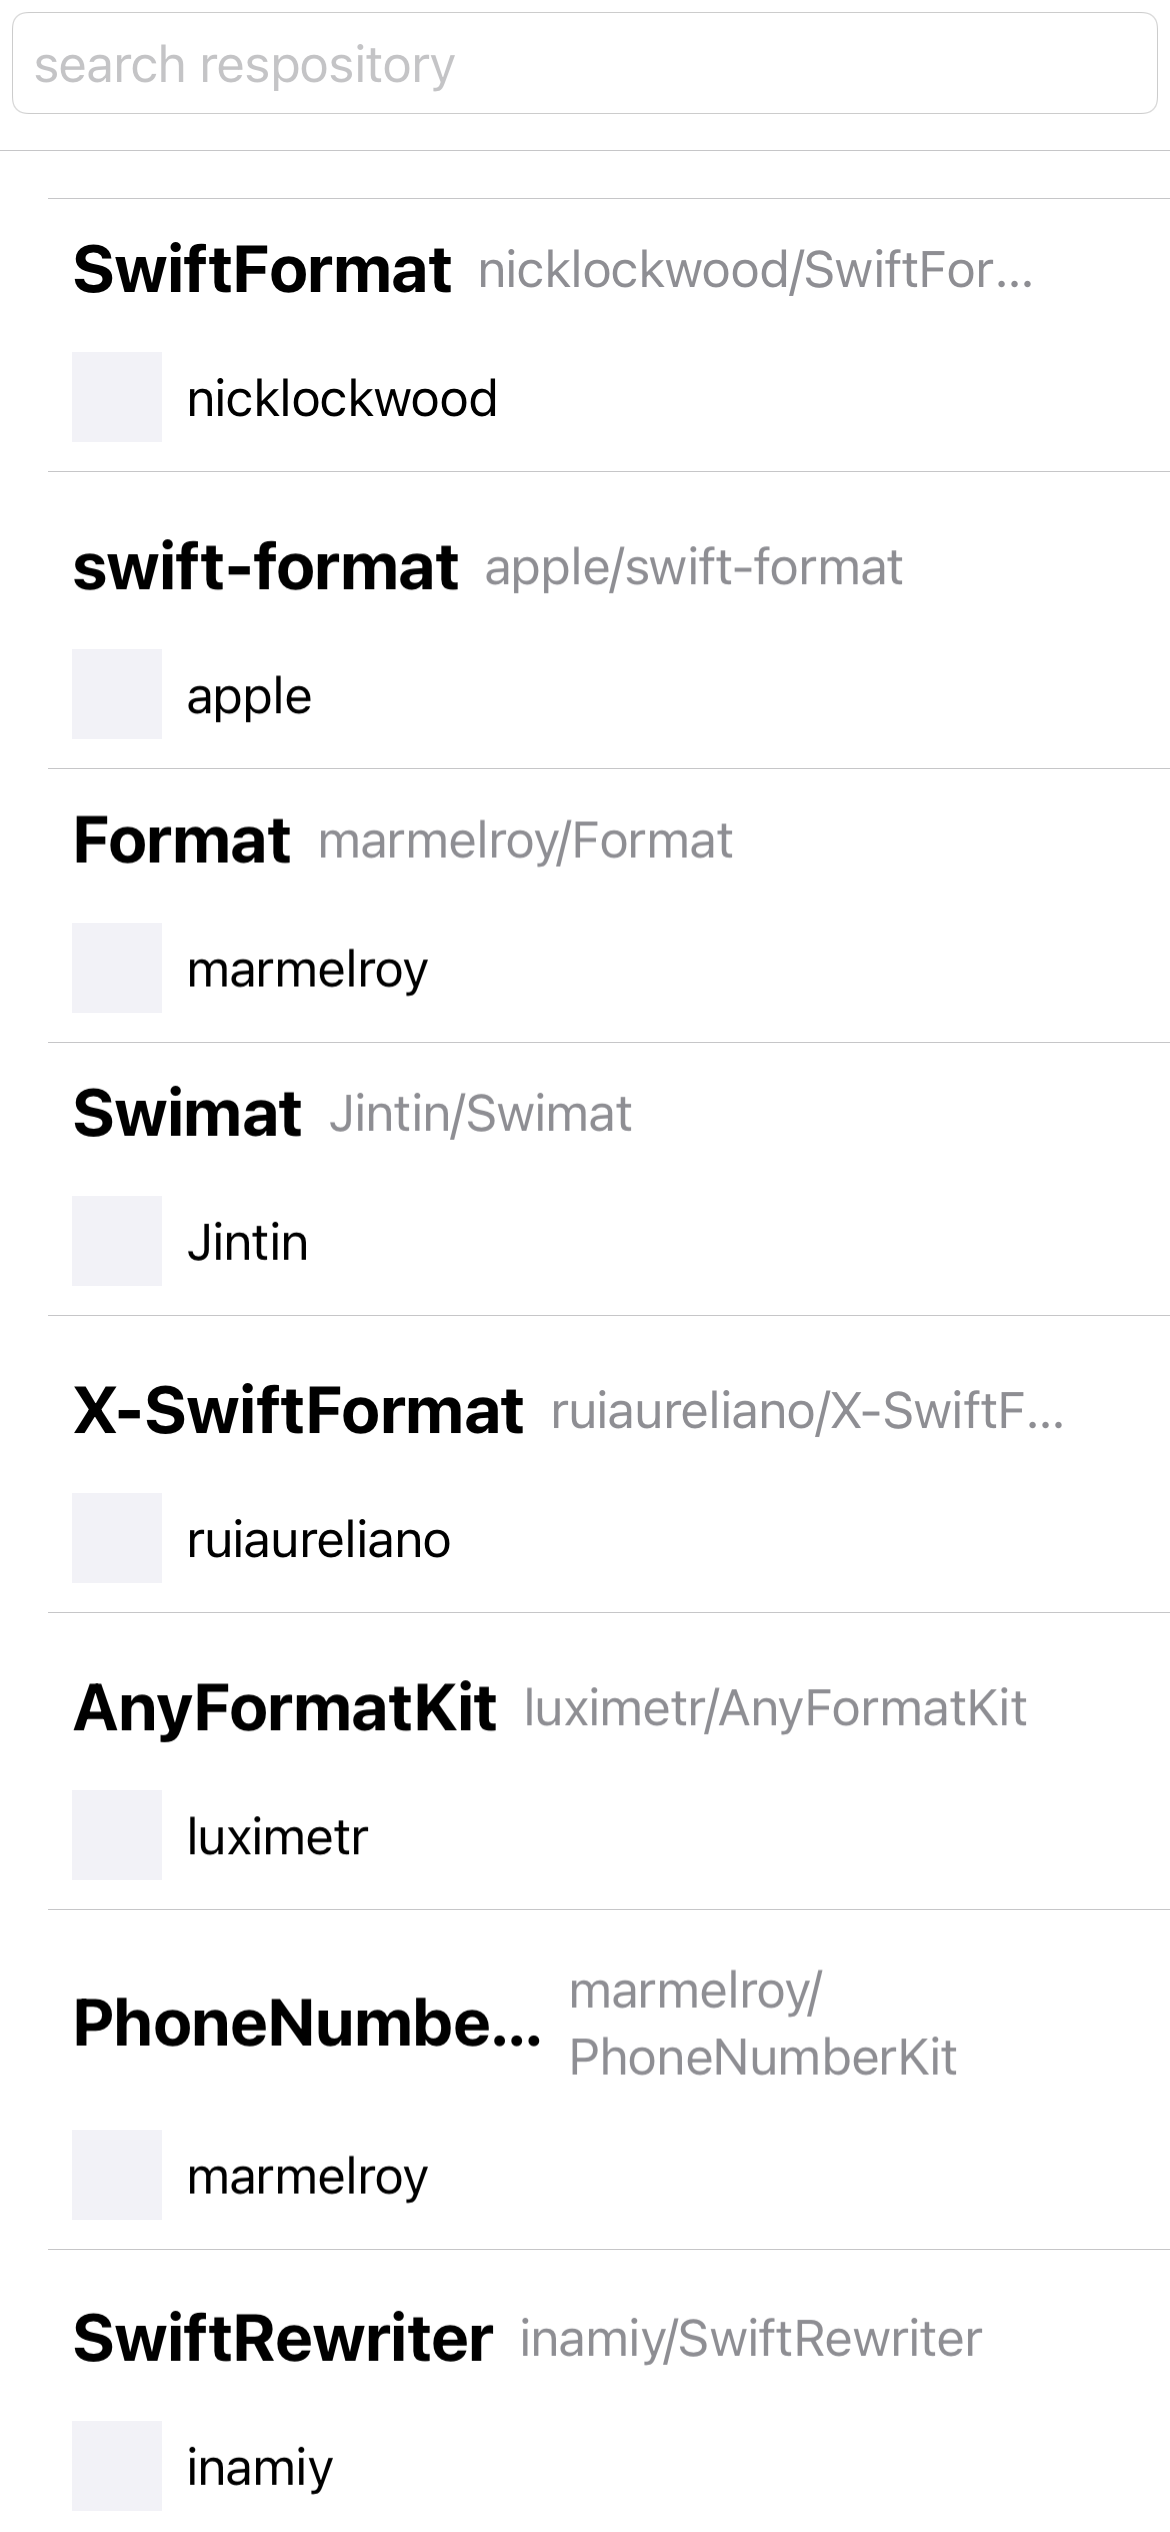 search respository
SwiftFormat nicklockwood/SwiftFor...
nicklockwood
swift-format apple/swift-format
apple
Format marmelroy/Format
marmelroy
Swimat Jintin/Swimat
Jintin
X-SwiftFormat ruiaureliano/X-SwiftF...
ruiaureliano
AnyFormatKit luximetr/AnyFormatKit
luximetr
PhoneNumbe... marmelroy/
PhoneNumberKit
marmelroy
SwiftRewriter inamiy/SwiftRewriter
inamiy